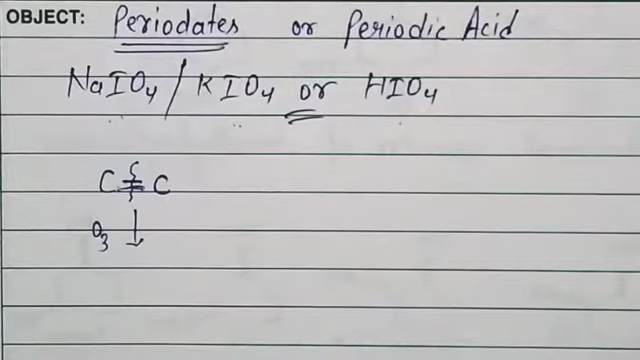 OBJECT: Periodates or Periodic Acid
NaIO4 / KIO4 or HIO4
C = C
O3 ↓